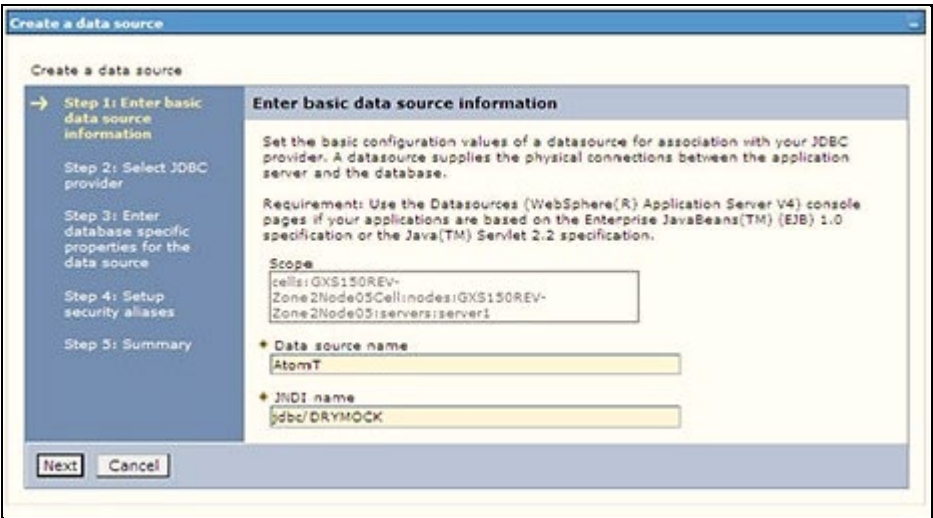 Create a data source
Create a data source
Step 1: Enter basic
data source
information
Step 2: Select JDBC
provider
Step 3: Enter
database specific
properties for the
data source
Step 4: Setup
security aliases
Step 5: Summary
Enter basic data source information
Set the basic configuration values of a datasource for association with your JDBC
provider. A datasource supplies the physical connections between the application
server and the database.
Requirement: Use the Datasources (WebSphere(R) Application Server V4) console
pages if your applications are based on the Enterprise JavaBeans(TM) (EJB) 1.0
specification or the Java(TM) Servlet 2.2 specification.
Scope
cells:GXS150REV-
Zone2Node05Cell:nodes:GXS150REV-
Zone2Node05:servers:server1
Data source name
AtomT
JNDI name
jdbc/DRYMOCK
Next Cancel